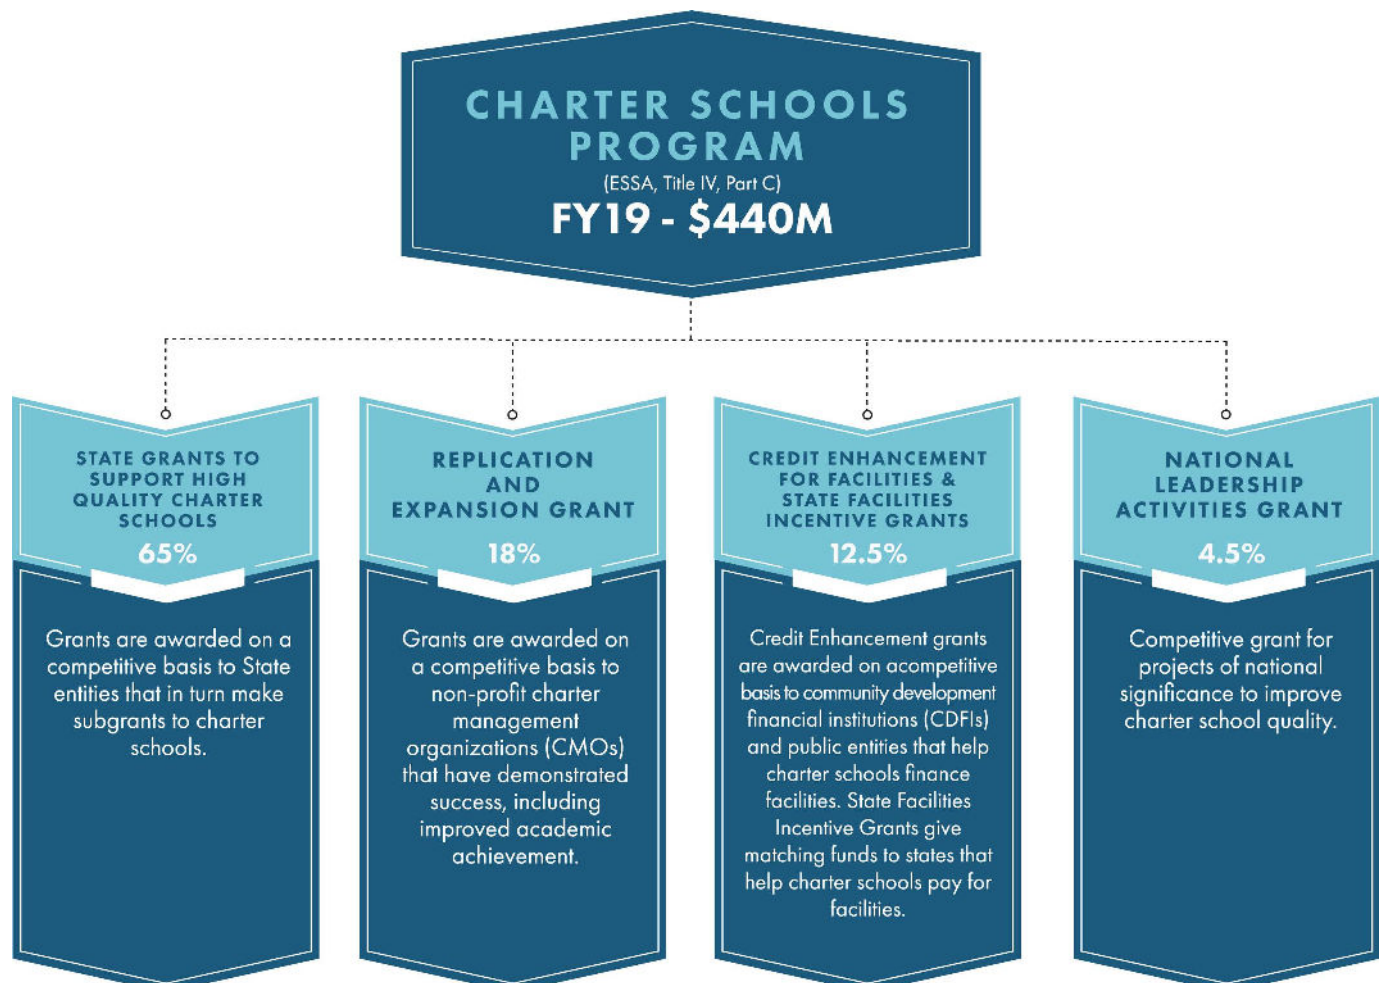 CHARTER SCHOOLS
PROGRAM
(ESSA, Title IV, Part C)
FY19 - $440M
STATE GRANTS TO
SUPPORT HIGH
QUALITY CHARTER
SCHOOLS
65%
Grants are awarded on a
competitive basis to State
entities that in turn make
subgrants to charter
schools.
REPLICATION
AND
EXPANSION GRANT
18%
Grants are awarded on
a competitive basis to
non-profit charter
management
organizations (CMOs)
that have demonstrated
success, including
improved academic
achievement.
CREDIT ENHANCEMENT
FOR FACILITIES &
STATE FACILITIES
INCENTIVE GRANTS
12.5%
Credit Enhancement grants
are awarded on acompetitive
basis to community development
financial institutions (CDFIs)
and public entities that help
charter schools finance
facilities. State Facilities
Incentive Grants give
matching funds to states that
help charter schools pay for
facilities.
NATIONAL
LEADERSHIP
ACTIVITIES GRANT
4.5%
Competitive grant for
projects of national
significance to improve
charter school quality.